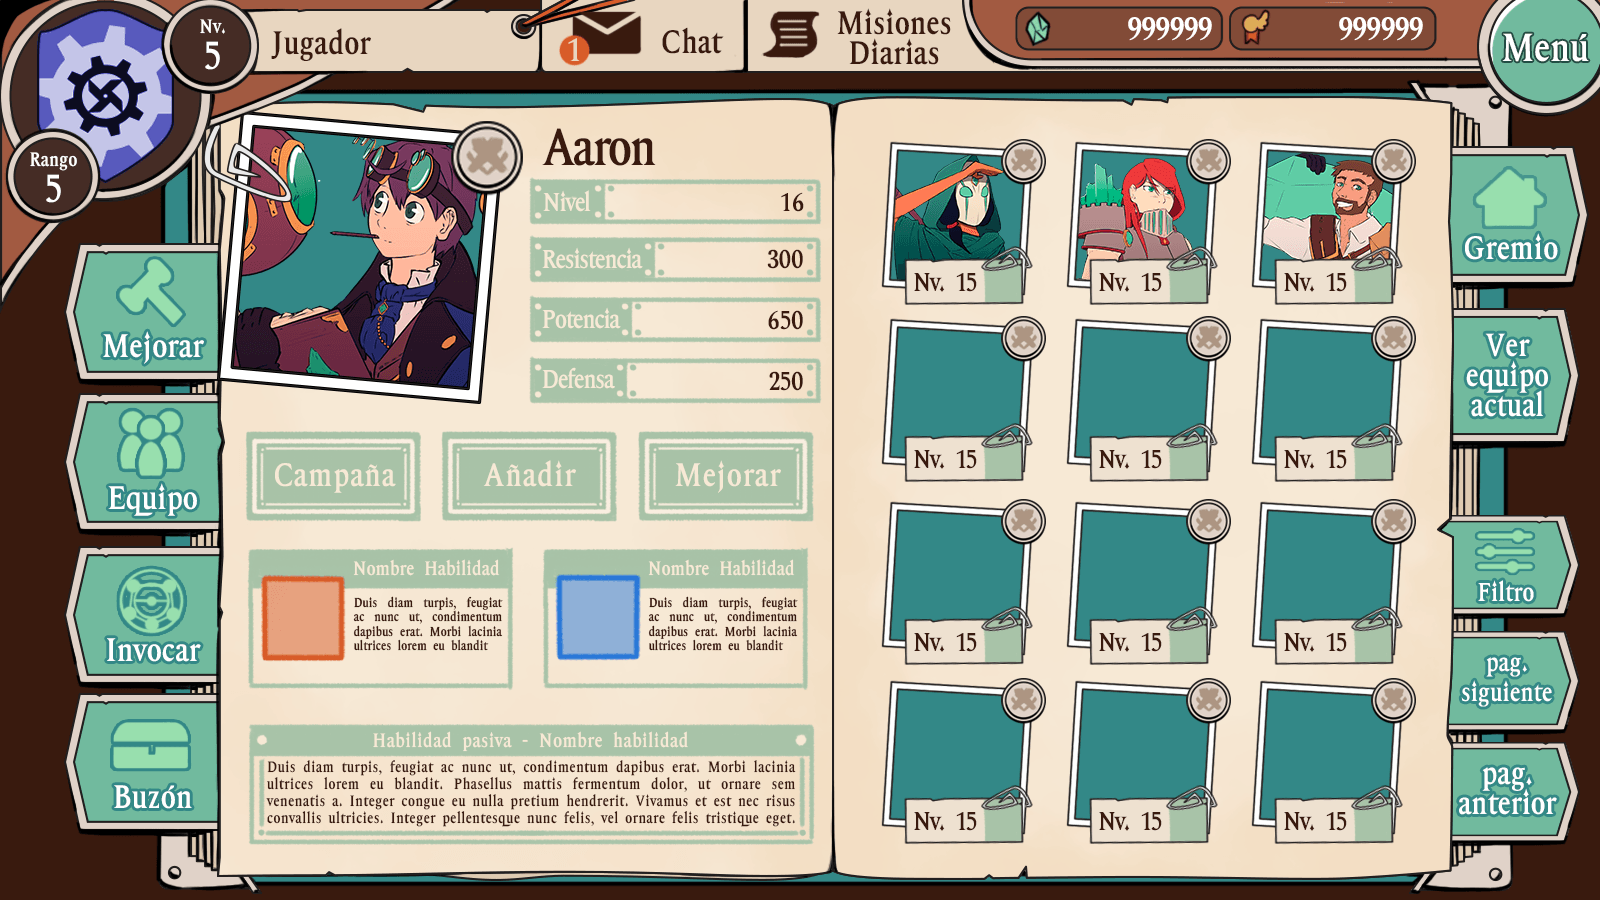 Nv.
5
Jugador
1
Chat
Misiones
Diarias
999999
999999
Menú
Rango
5
Mejorar
Equipo
Invocar
Buzón
Aaron
Nivel 16
Resistencia 300
Potencia 650
Defensa 250
Campaña
Añadir
Mejorar
Nombre Habilidad
Duis diam turpis, feugiat
ac nunc ut, condimentum
dapibus erat. Morbi lacinia
ultrices lorem eu blandit
Nombre Habilidad
Duis diam turpis, feugiat
ac nunc ut, condimentum
dapibus erat. Morbi lacinia
ultrices lorem eu blandit
Habilidad pasiva - Nombre habilidad
Duis diam turpis, feugiat ac nunc ut, condimentum dapibus erat. Morbi lacinia
ultrices lorem eu blandit. Phasellus mattis fermentum dolor, ut ornare sem
venenatis a. Integer congue eu nulla pretium hendrerit. Vivamus et est nec risus
convallis ultricies. Integer pellentesque nunc felis, vel ornare felis tristique eget.
Nv. 15
Nv. 15
Nv. 15
Nv. 15
Nv. 15
Nv. 15
Nv. 15
Nv. 15
Nv. 15
Nv. 15
Nv. 15
Nv. 15
Gremio
Ver
equipo
actual
Filtro
pag.
siguiente
pag.
anterior